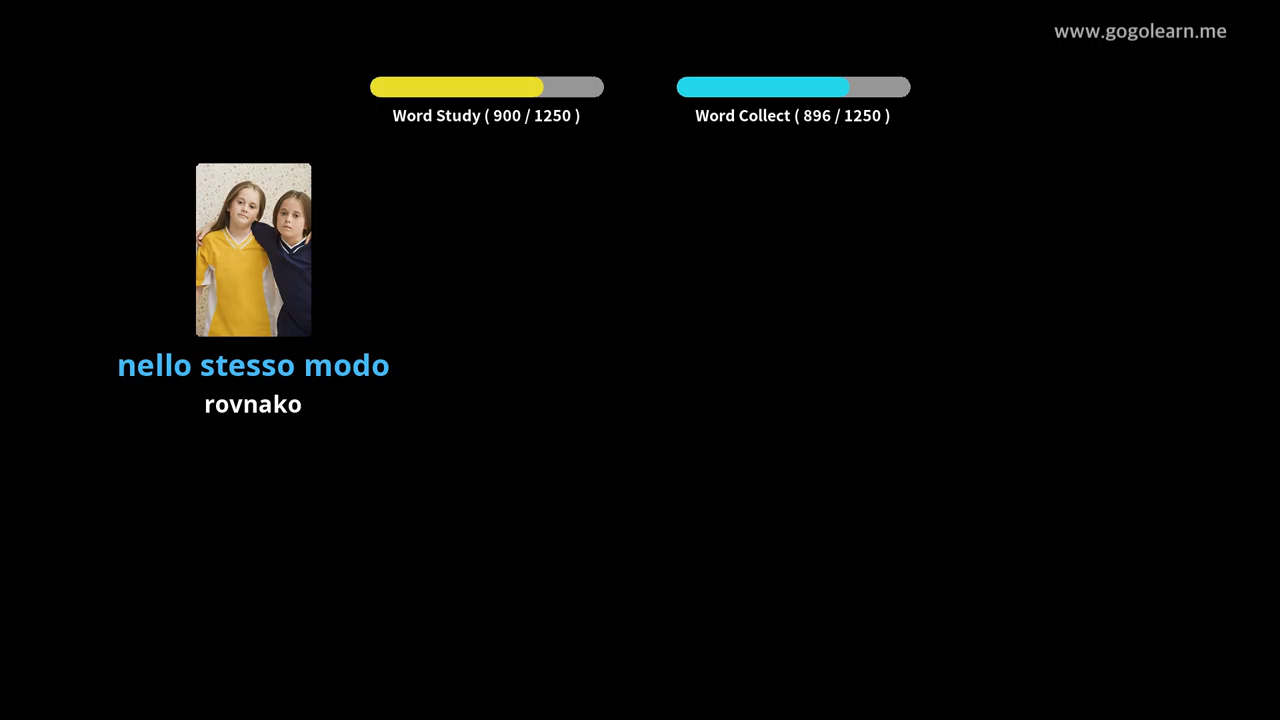 www.gogolearn.me
Word Study ( 900 / 1250 )
Word Collect ( 896 / 1250 )
nello stesso modo
rovnako